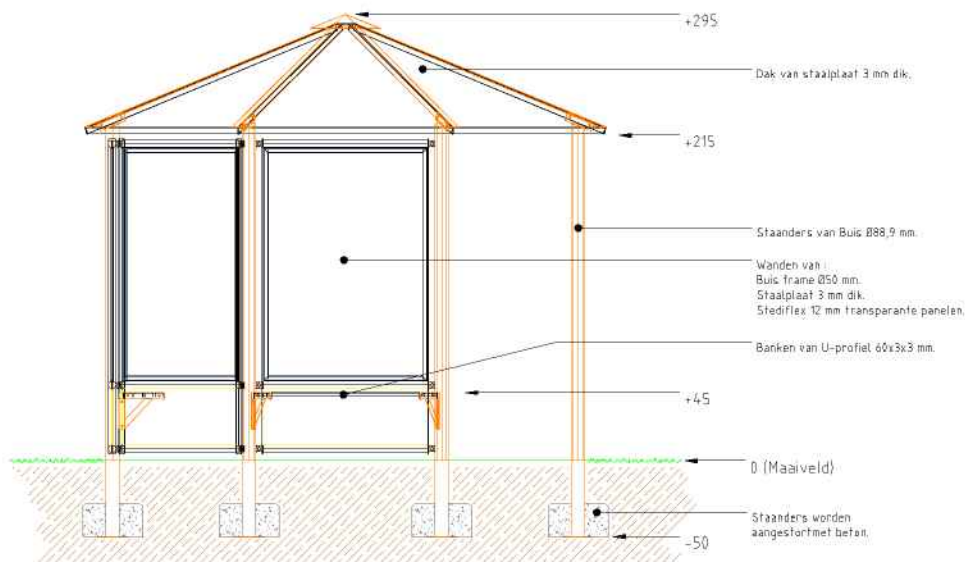 +295
Dak van staalplaat 3 mm dik.
+215
Staanders van Buis Ø88,9 mm.
Wanden van :
Buis frame Ø50 mm.
Staalplaat 3 mm dik.
Stediflex 12 mm transparante panelen.
Banken van U-profiel 60x3x3 mm.
+45
0 (Maaiveld)
Staanders worden
aangestortmet beton.
-50